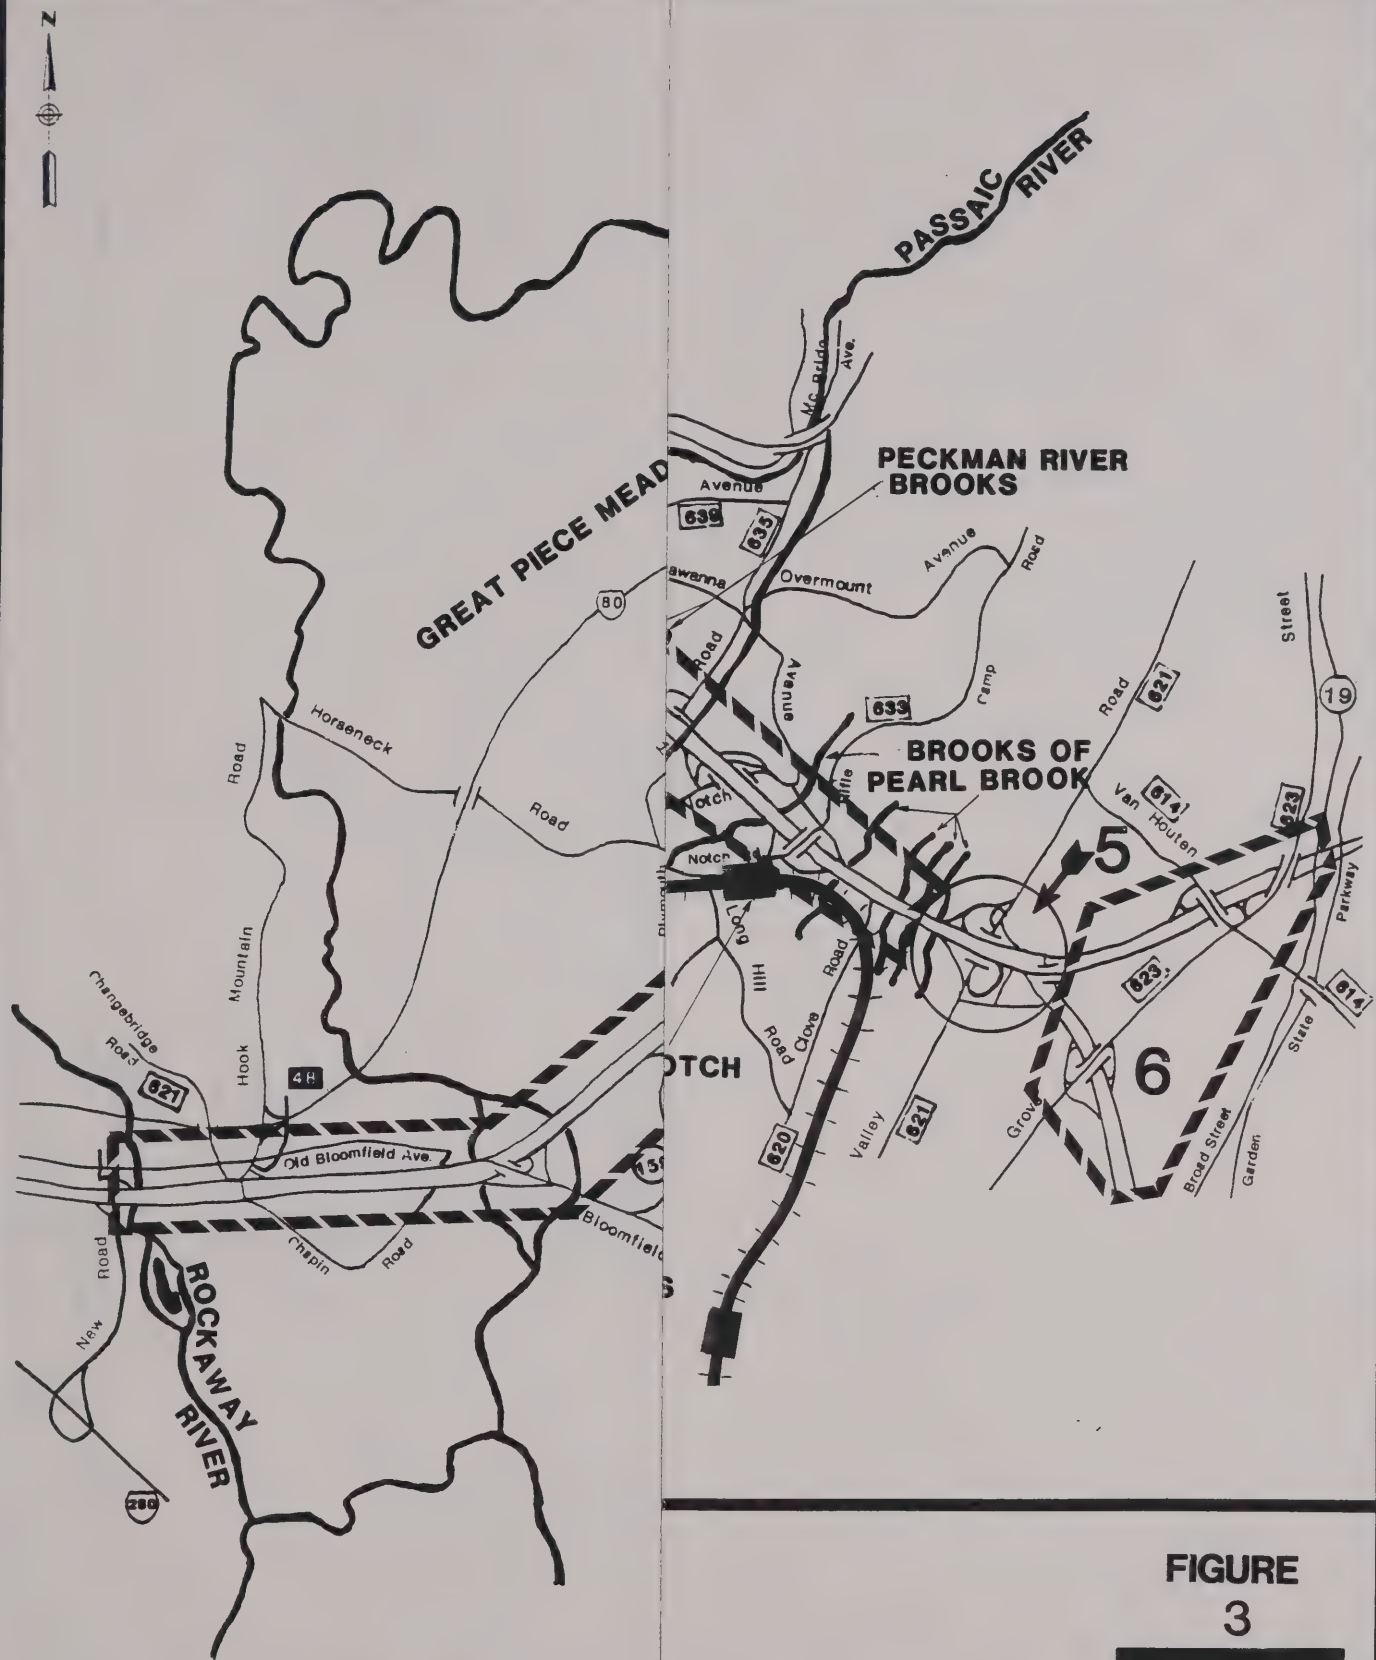 N
PASSAIC
RIVER
Mc Bride
Ave.
PECKMAN RIVER
BROOKS
Avenue
639
635
GREAT PIECE MEAD
80
awanna
Overmount
Avenue
Road
Road
Avenue
Camp
633
Road
621
Street
19
Horseneck
Road
Road
BROOKS OF
PEARL BROOK
Rifle
otch
Notch
Van Houten
614
623
5
Parkway
Long
Hill
Road
Clove
Road
623
614
State
Mountain
Hook
Changebridge
Road
621
48
OTCH
6
Grove
Old Bloomfield Ave.
Valley
621
620
Broad Street
Garden
Bloomfield
Chapin
Road
Road
New
ROCKAWAY
RIVER
S
280
FIGURE
3